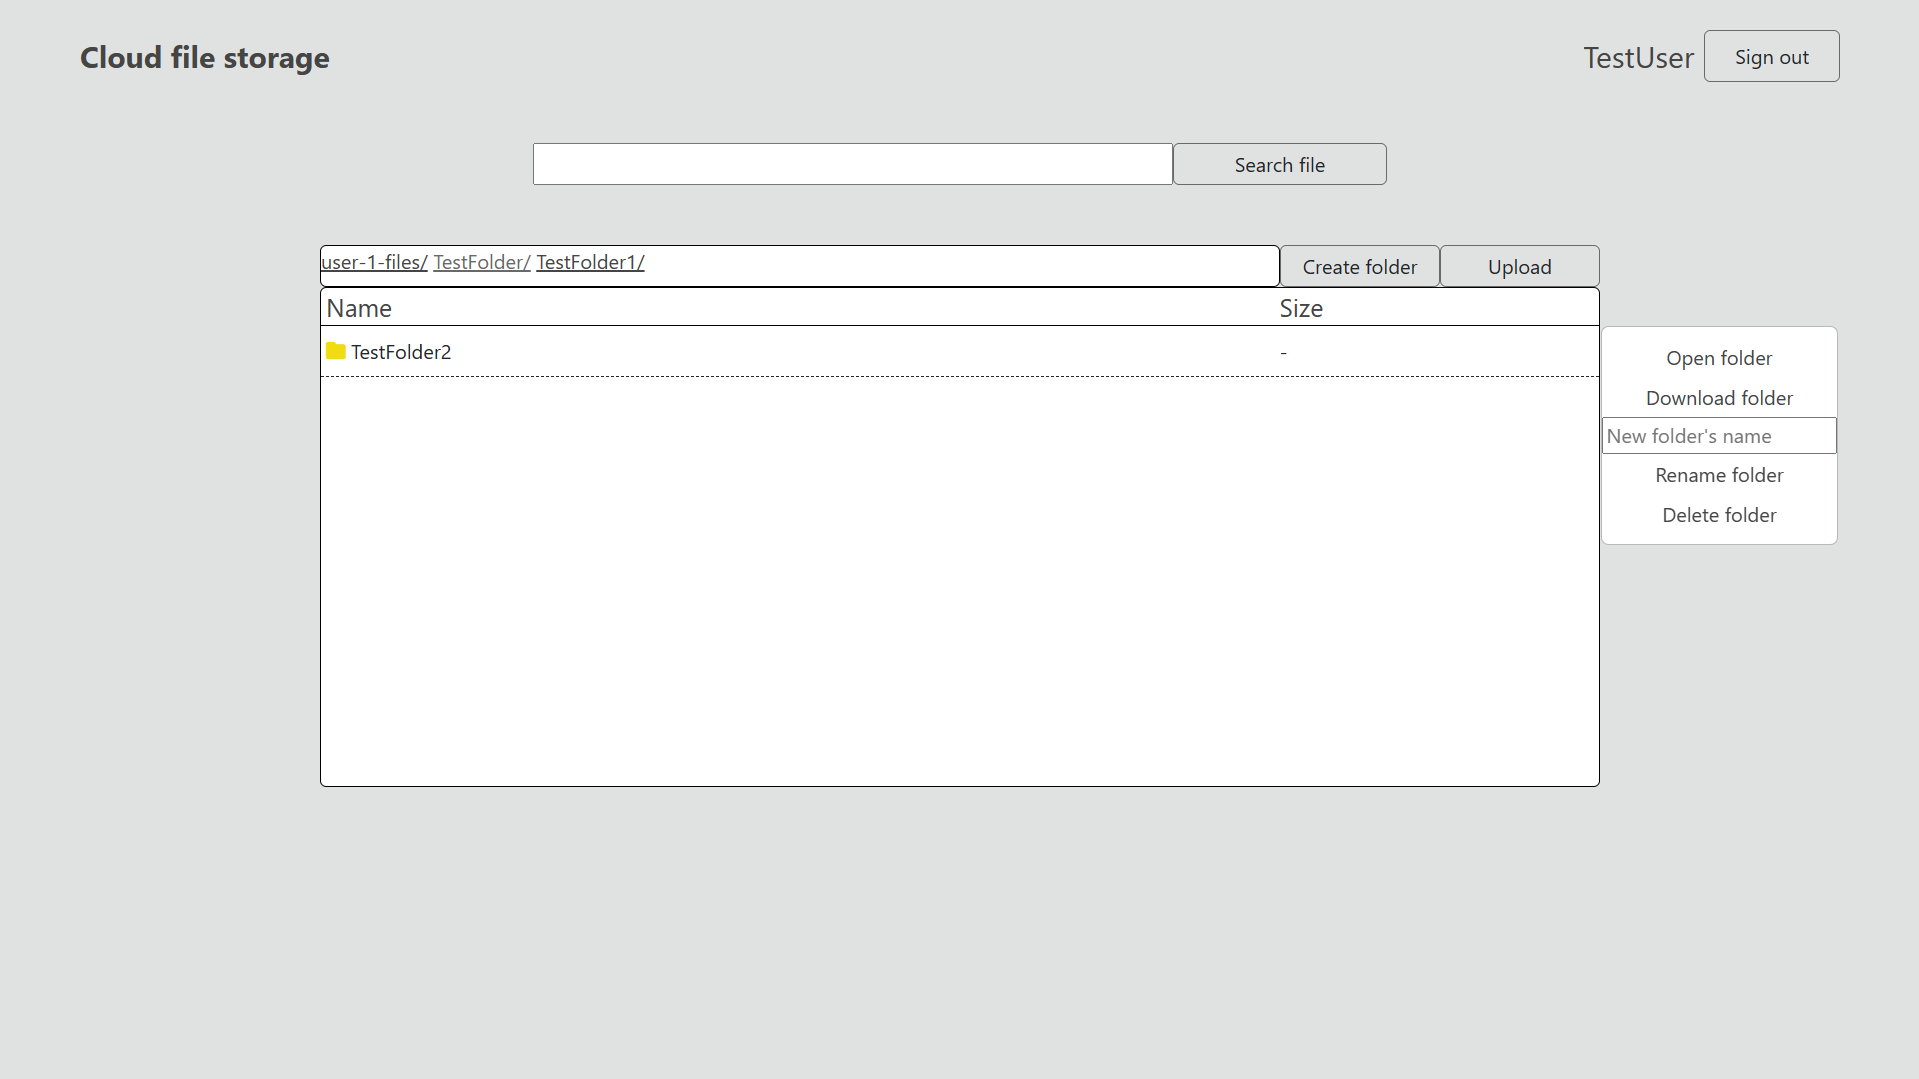 Cloud file storage
TestUser Sign out
Search file
user-1-files/ TestFolder/ TestFolder1/ Create folder Upload
Name Size
TestFolder2 -
Open folder
Download folder
New folder's name
Rename folder
Delete folder